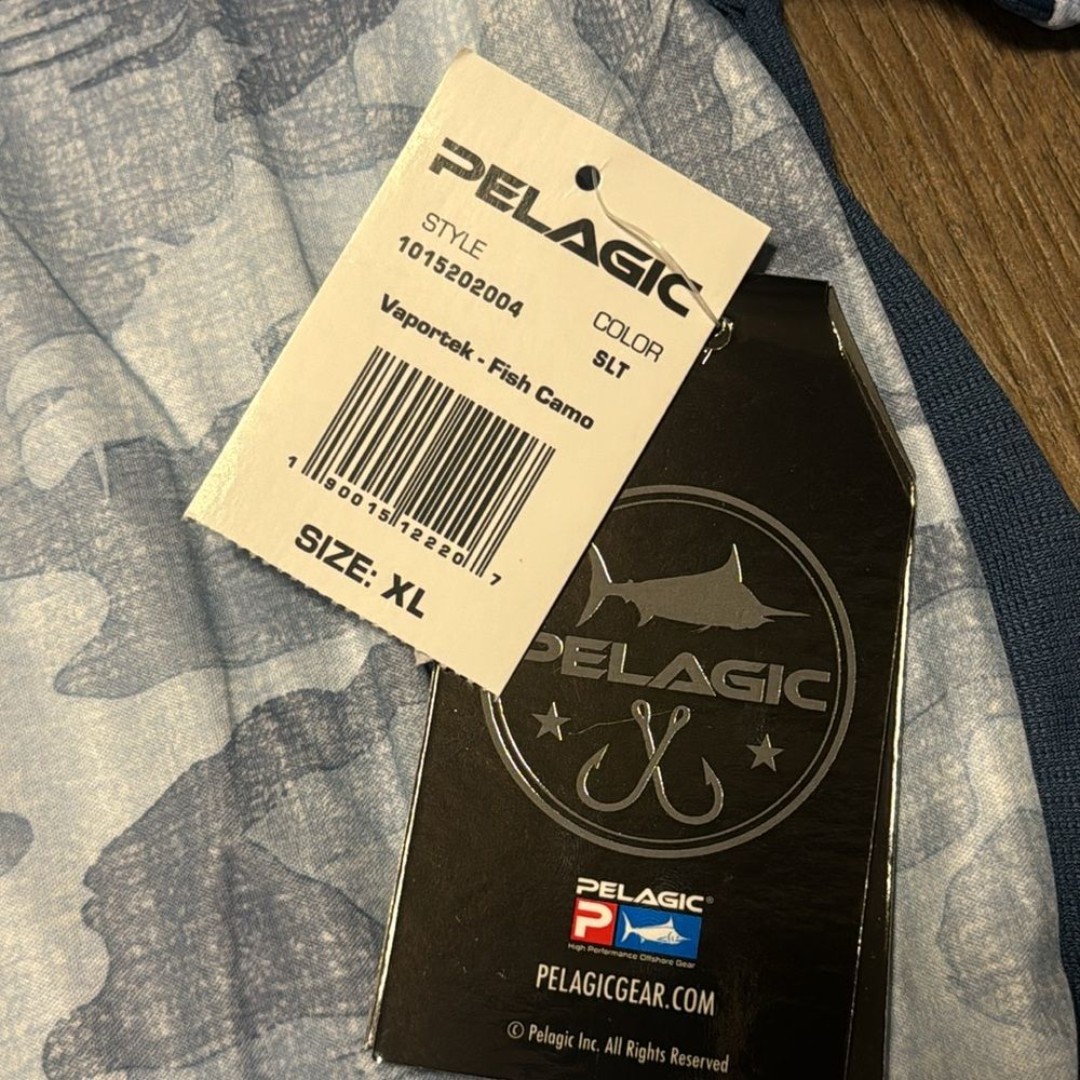 PELAGIC
STYLE
1015202004
COLOR
SLT
Vaportek - Fish Camo
1 90015 12220 7
SIZE: XL
PELAGIC
PELAGIC®
P
High Performance Offshore Gear
PELAGICGEAR.COM
© Pelagic Inc. All Rights Reserved